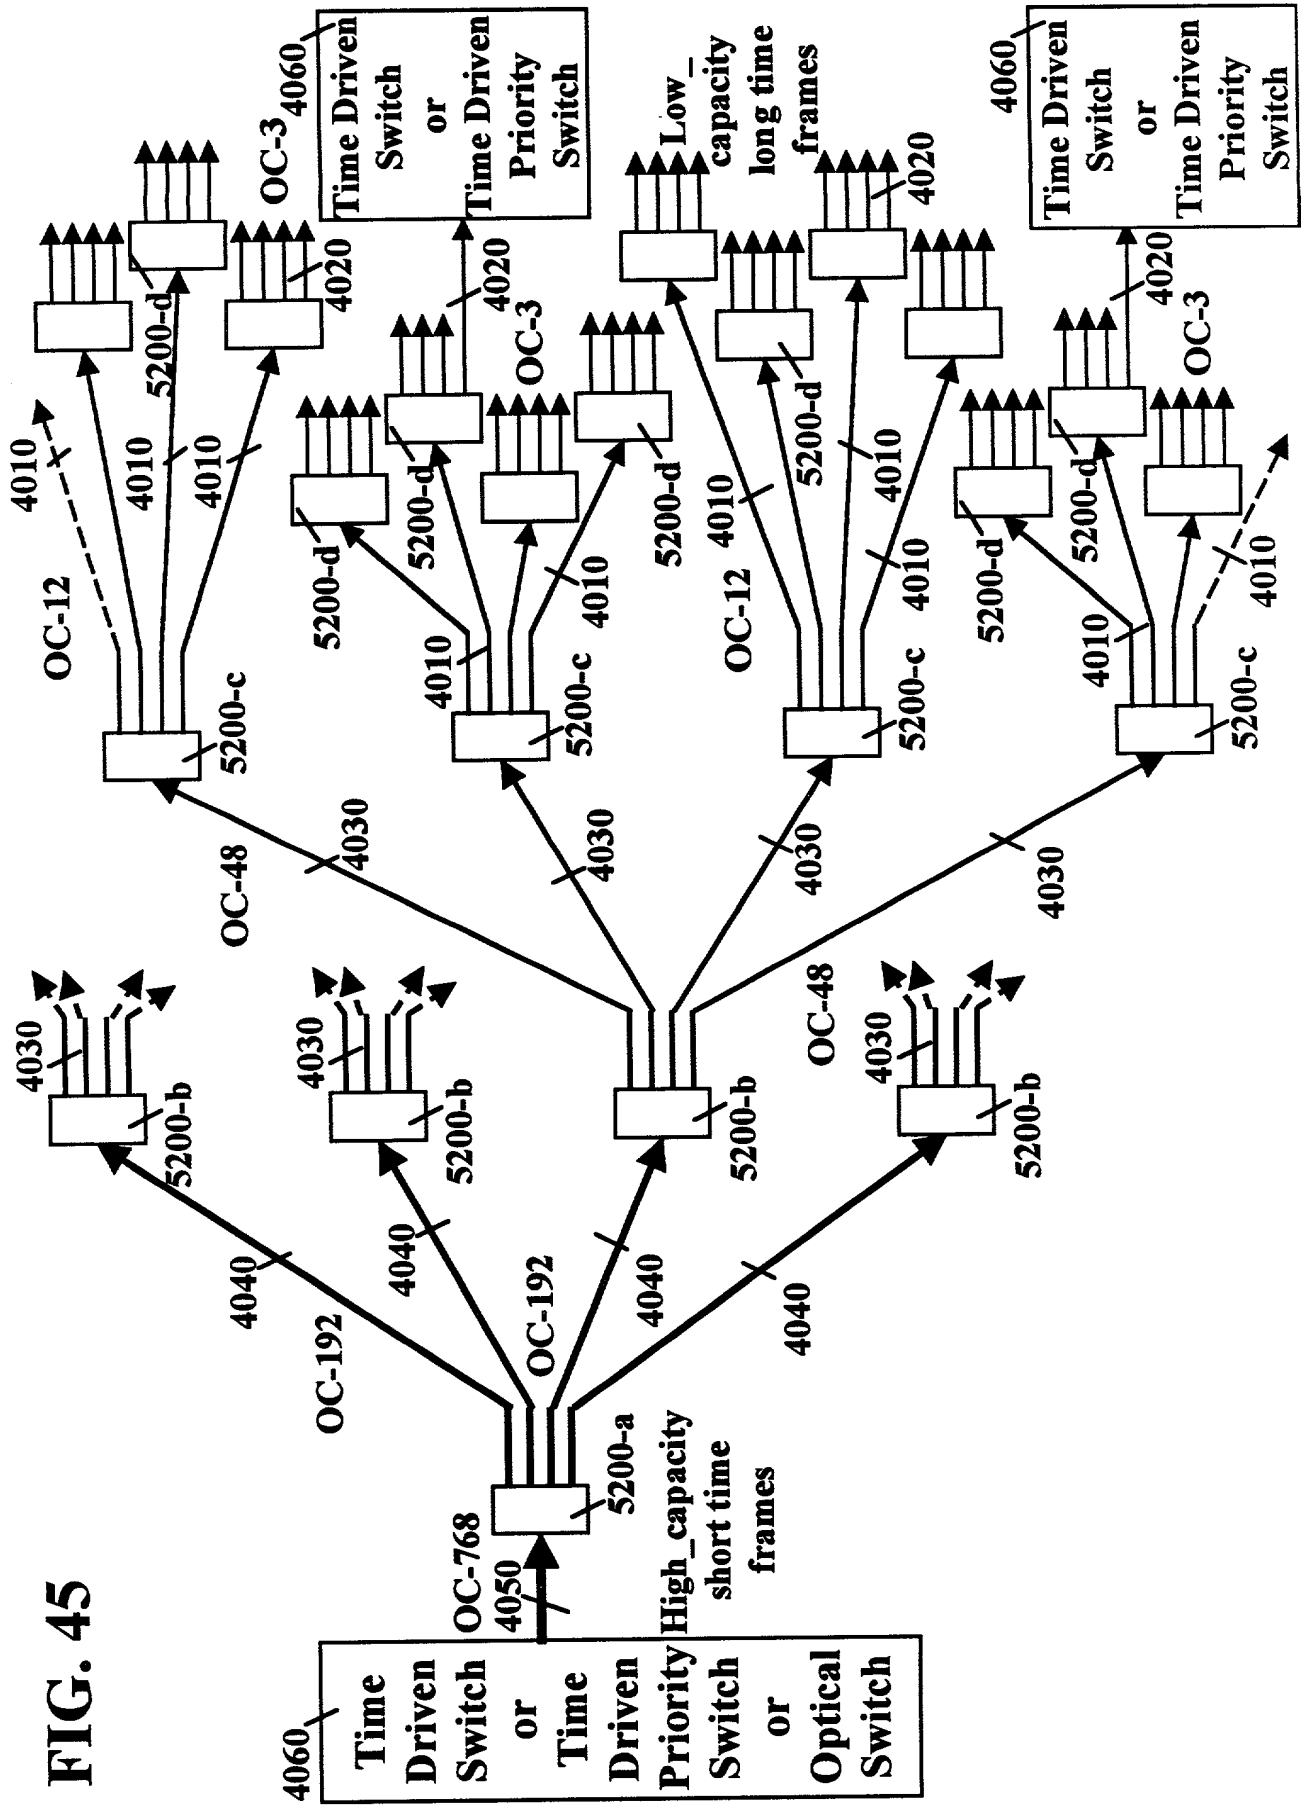 FIG. 45
4060
Time
Driven
Switch
or
Time
Driven
Priority
Switch
or
Optical
Switch
OC-768
4050
High_capacity
short time
frames
5200-a
OC-192
OC-192
4040
4040
4040
4040
5200-b
5200-b
5200-b
5200-b
4030
4030
4030
OC-48
OC-48
4030
4030
4030
4030
5200-c
5200-c
5200-c
5200-c
OC-12
OC-12
4010
4010
4010
4010
4010
4010
4010
4010
4010
4010
5200-d
5200-d
5200-d
5200-d
5200-d
5200-d
5200-d
OC-3
OC-3
OC-3
4020
4020
4020
4020
Low_
capacity
long time
frames
4060
Time Driven
Switch
or
Time Driven
Priority
Switch
4060
Time Driven
Switch
or
Time Driven
Priority
Switch